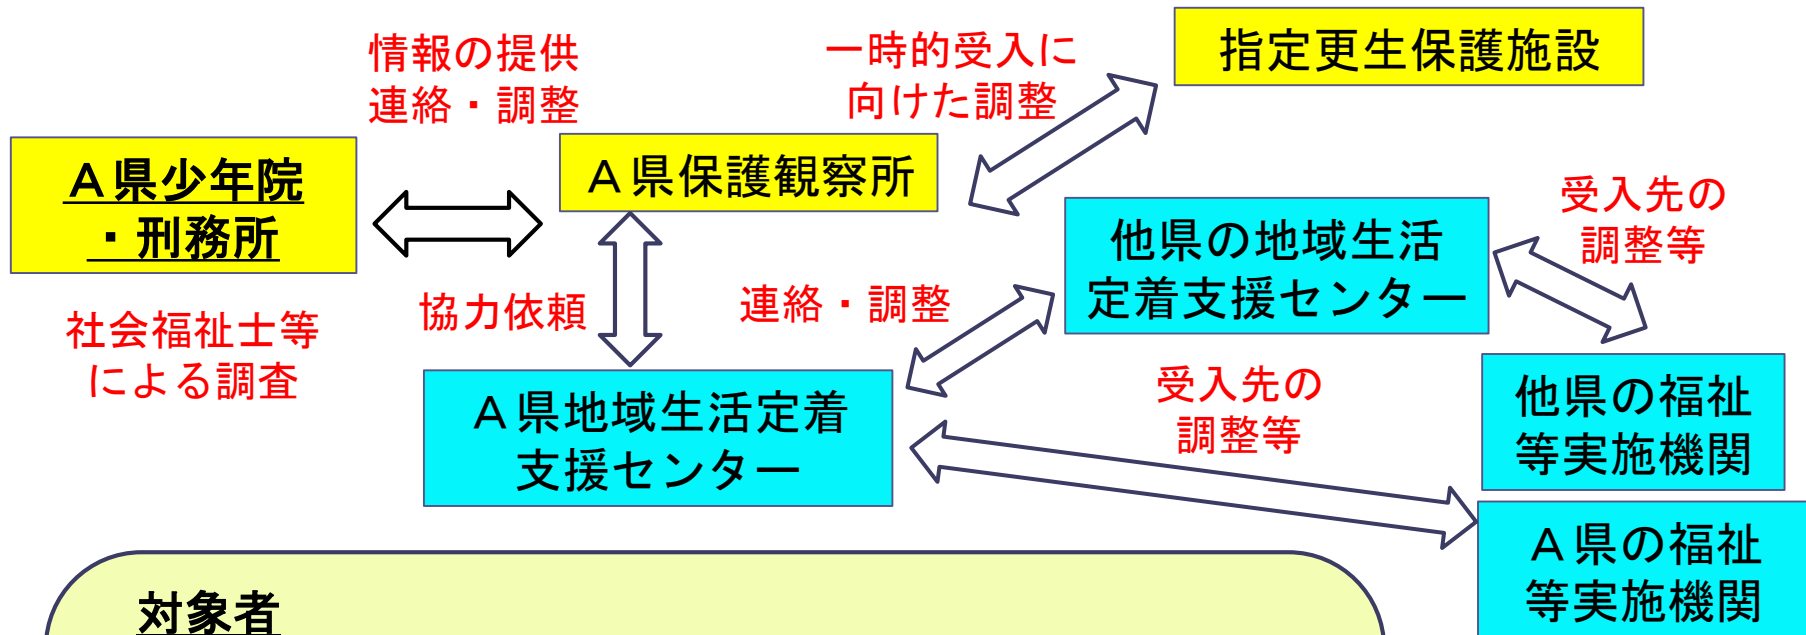 情報の提供
連絡・調整
一時的受入に
向けた調整
指定更生保護施設
Ａ県少年院
・刑務所
Ａ県保護観察所
受入先の
調整等
他県の地域生活
定着支援センター
社会福祉士等
による調査
協力依頼
連絡・調整
Ａ県地域生活定着
支援センター
受入先の
調整等
他県の福祉
等実施機関
Ａ県の福祉
等実施機関
対象者